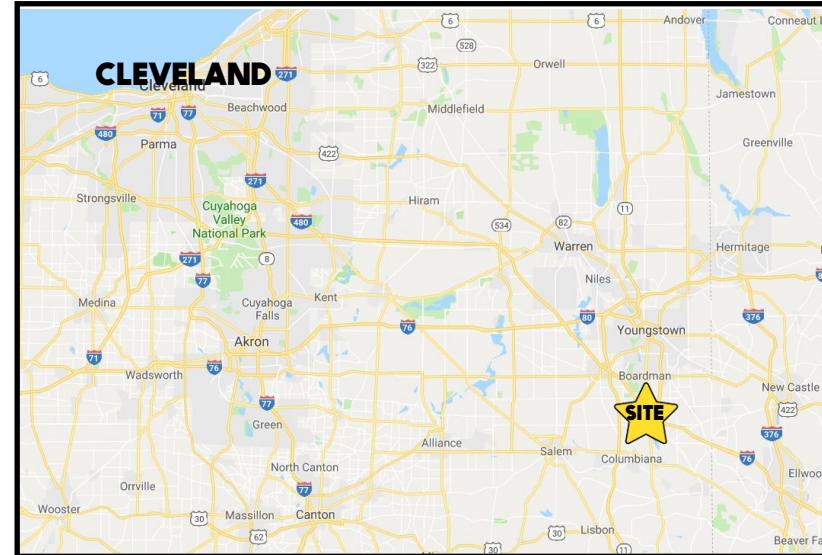 6
6
Andover
Conneaut L
528
322
Orwell
CLEVELAND
271
6
Cleveland
Jamestown
Beachwood
Middlefield
71
77
480
Parma
Greenville
422
271
Strongsville
Hiram
Cuyahoga
Valley
National Park
11
480
534
82
Warren
Hermitage
271
8
77
Niles
8
Medina
Cuyahoga
Falls
Kent
376
80
76
Youngstown
Akron
71
76
Wadsworth
Boardman
New Castle
77
SITE
422
Green
376
Alliance
Salem
Columbiana
76
North Canton
Ellwoo
Orrville
77
Wooster
30
Massillon
Canton
62
30
Lisbon
30
11
Beaver Fa